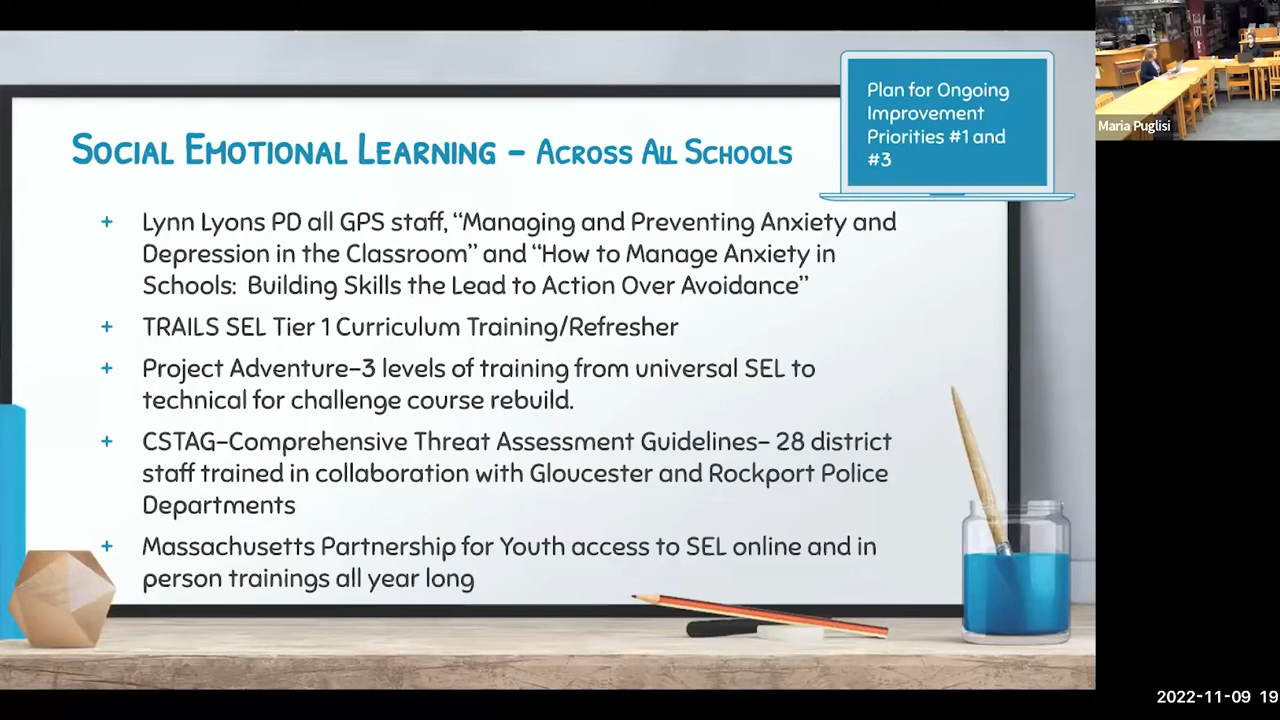 Plan for Ongoing
Improvement
Priorities #1 and
#3
Social Emotional Learning – Across All Schools
+ Lynn Lyons PD all GPS staff, “Managing and Preventing Anxiety and
Depression in the Classroom” and “How to Manage Anxiety in
Schools: Building Skills the Lead to Action Over Avoidance”
+ TRAILS SEL Tier 1 Curriculum Training/Refresher
+ Project Adventure–3 levels of training from universal SEL to
technical for challenge course rebuild.
+ CSTAG–Comprehensive Threat Assessment Guidelines– 28 district
staff trained in collaboration with Gloucester and Rockport Police
Departments
+ Massachusetts Partnership for Youth access to SEL online and in
person trainings all year long
Maria Puglisi
2022-11-09 19